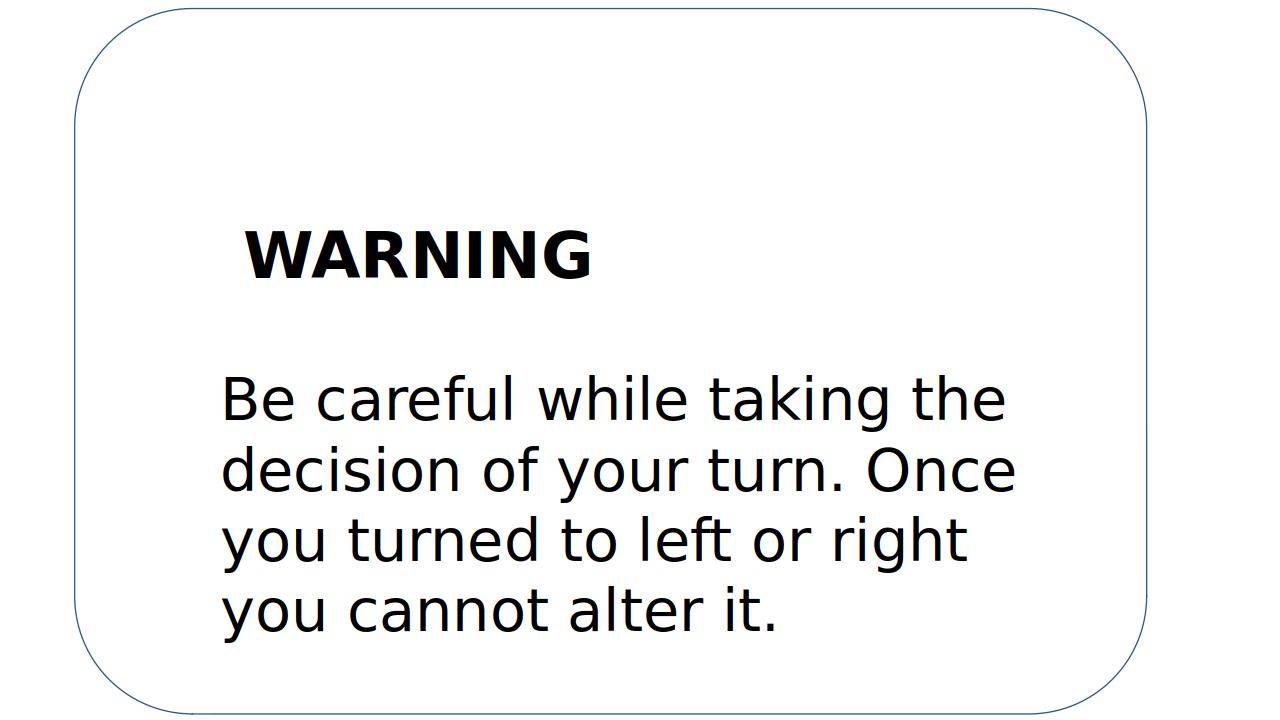 WARNING
Be careful while taking the
decision of your turn. Once
you turned to left or right
you cannot alter it.